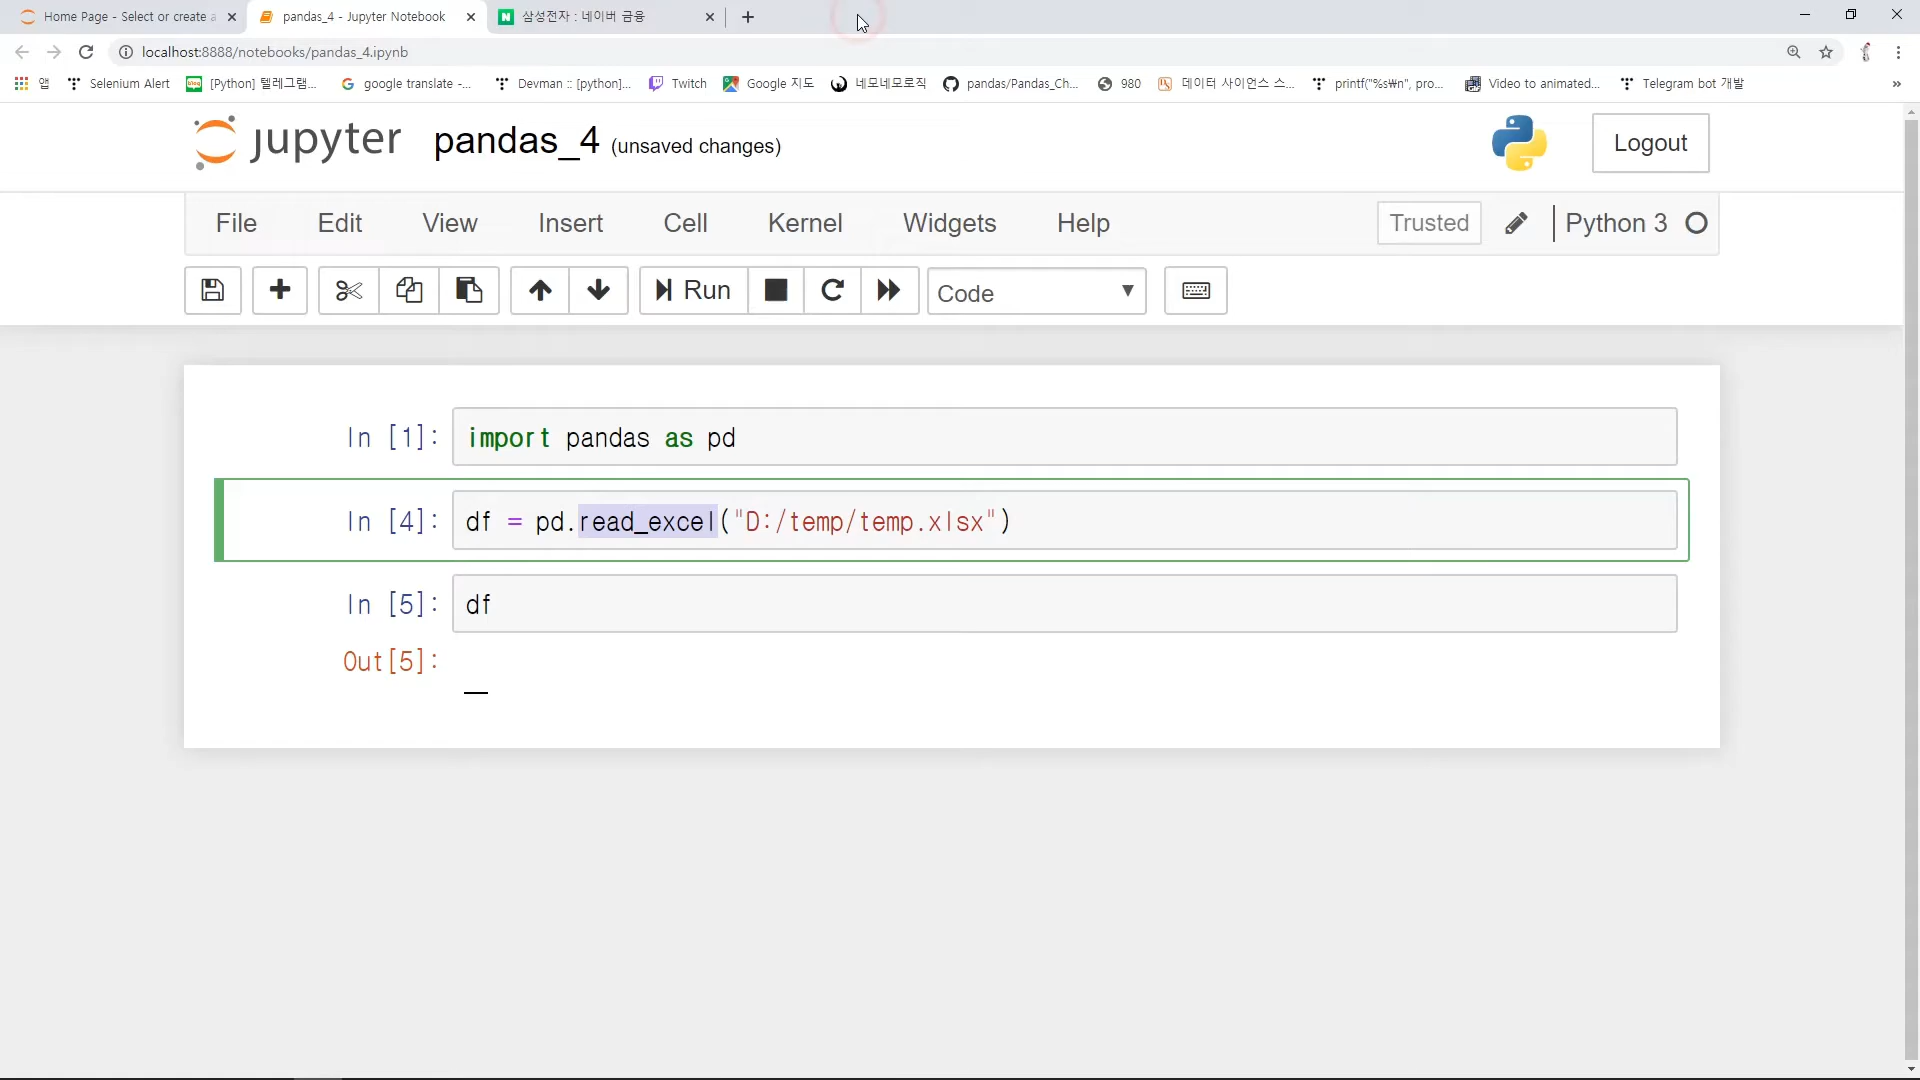 Home Page - Select or create a
pandas_4 - Jupyter Notebook
삼성전자 : 네이버 금융
localhost:8888/notebooks/pandas_4.ipynb
앱
Selenium Alert
[Python] 텔레그램...
google translate -...
Devman :: [python]...
Twitch
Google 지도
네모네모로직
pandas/Pandas_Ch...
980
데이터 사이언스 스...
printf("%s₩n", pro...
Video to animated...
Telegram bot 개발
»
jupyter pandas_4 (unsaved changes)
Logout
File Edit View Insert Cell Kernel Widgets Help
Trusted
Python 3
Run
Code
In [1]: import pandas as pd
In [4]: df = pd.read_excel("D:/temp/temp.xlsx")
In [5]: df
Out[5]: